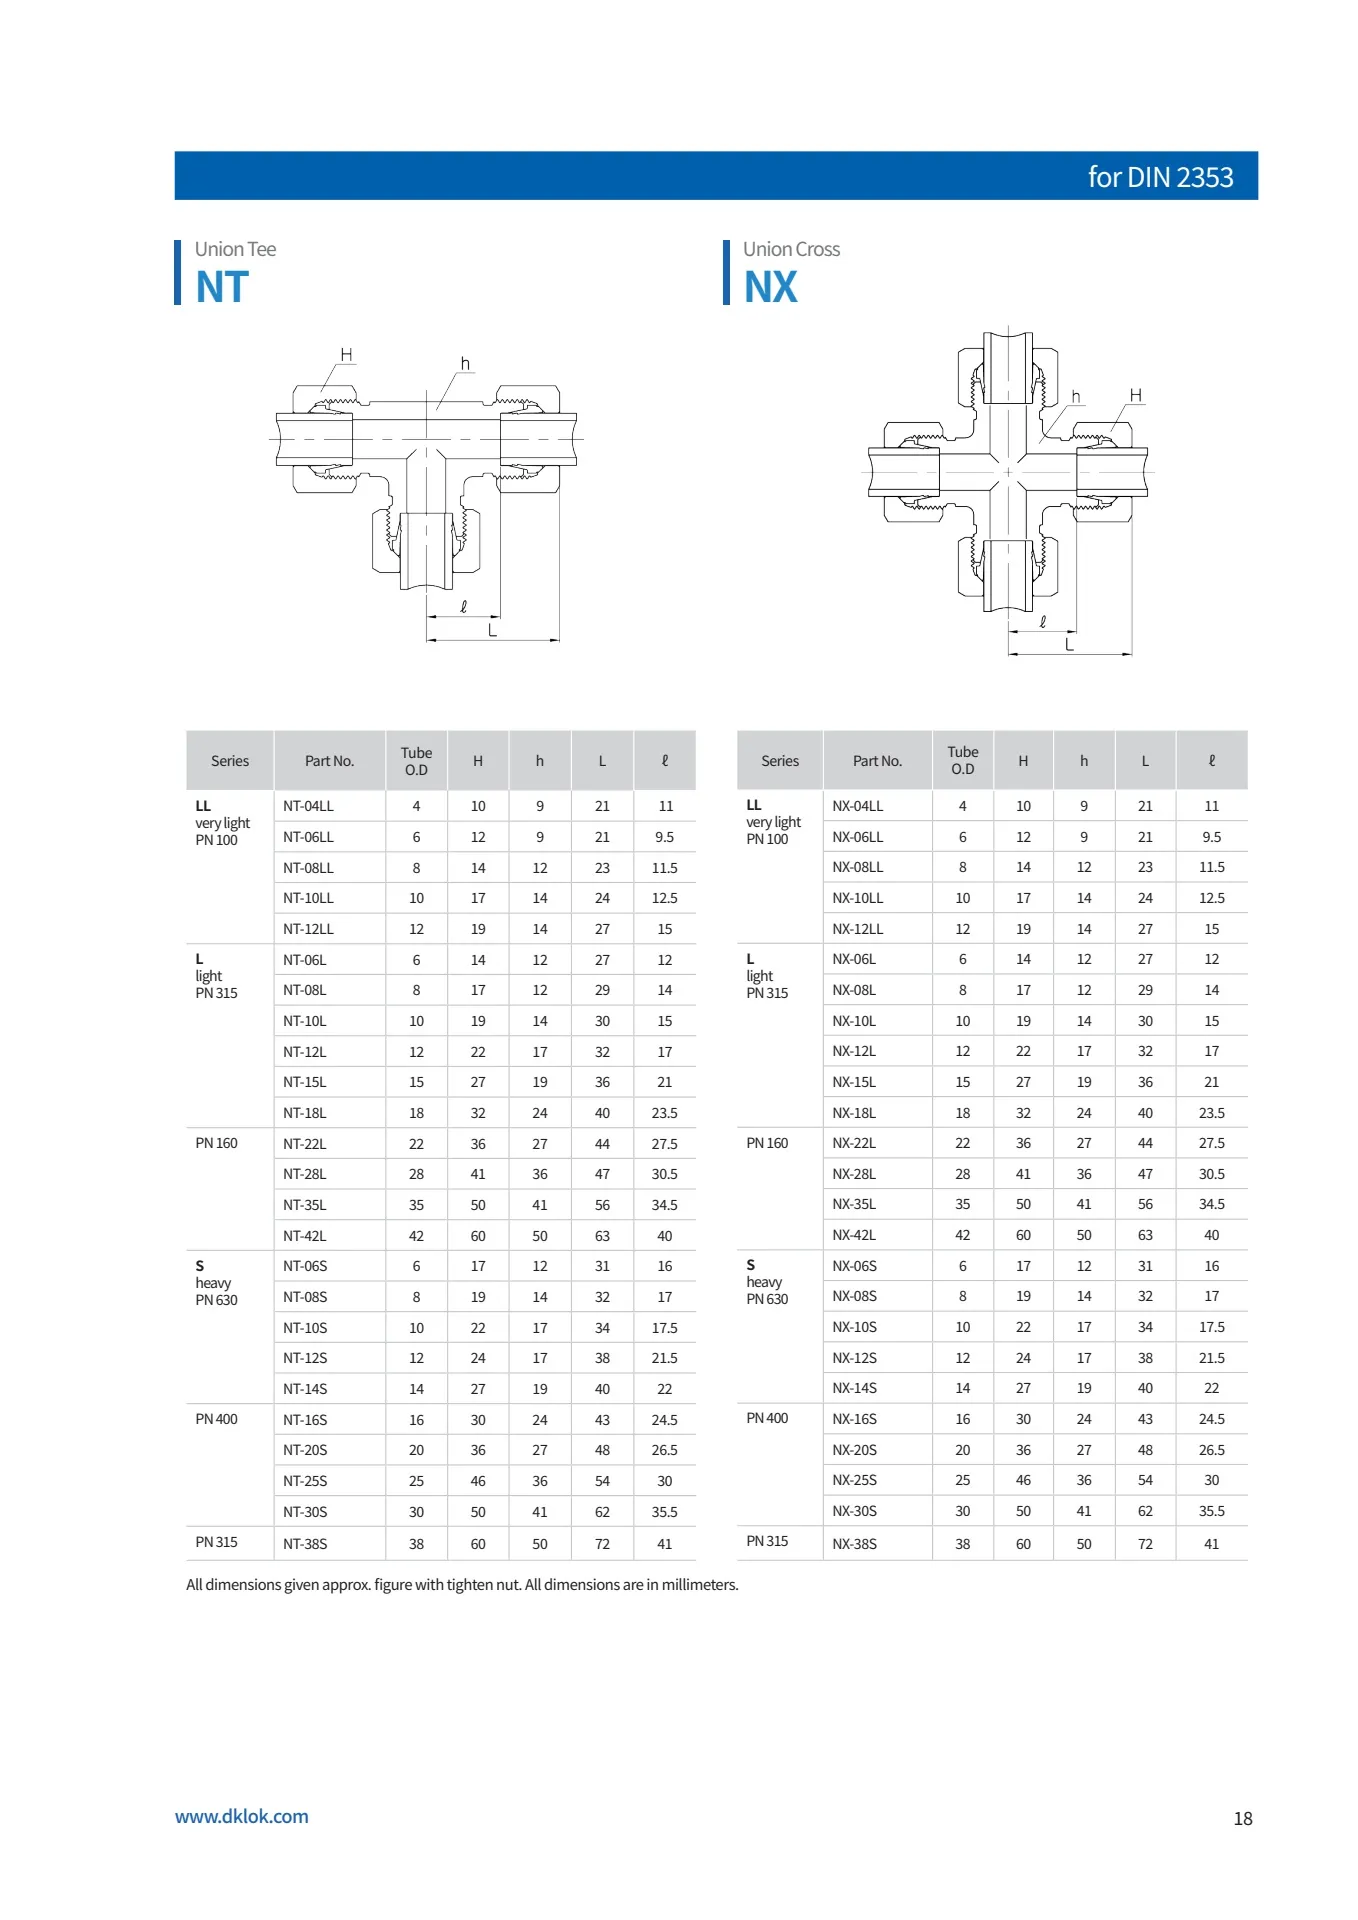 for DIN 2353
Union Tee
NT
H
h
ℓ
L
Union Cross
NX
h
H
ℓ
L
Series Part No. Tube O.D H h L ℓ
LL very light PN 100 NT-04LL 4 10 9 21 11
NT-06LL 6 12 9 21 9.5
NT-08LL 8 14 12 23 11.5
NT-10LL 10 17 14 24 12.5
NT-12LL 12 19 14 27 15
L light PN 315 NT-06L 6 14 12 27 12
NT-08L 8 17 12 29 14
NT-10L 10 19 14 30 15
NT-12L 12 22 17 32 17
NT-15L 15 27 19 36 21
NT-18L 18 32 24 40 23.5
PN 160 NT-22L 22 36 27 44 27.5
NT-28L 28 41 36 47 30.5
NT-35L 35 50 41 56 34.5
NT-42L 42 60 50 63 40
S heavy PN 630 NT-06S 6 17 12 31 16
NT-08S 8 19 14 32 17
NT-10S 10 22 17 34 17.5
NT-12S 12 24 17 38 21.5
NT-14S 14 27 19 40 22
PN 400 NT-16S 16 30 24 43 24.5
NT-20S 20 36 27 48 26.5
NT-25S 25 46 36 54 30
NT-30S 30 50 41 62 35.5
PN 315 NT-38S 38 60 50 72 41
Series Part No. Tube O.D H h L ℓ
LL very light PN 100 NX-04LL 4 10 9 21 11
NX-06LL 6 12 9 21 9.5
NX-08LL 8 14 12 23 11.5
NX-10LL 10 17 14 24 12.5
NX-12LL 12 19 14 27 15
L light PN 315 NX-06L 6 14 12 27 12
NX-08L 8 17 12 29 14
NX-10L 10 19 14 30 15
NX-12L 12 22 17 32 17
NX-15L 15 27 19 36 21
NX-18L 18 32 24 40 23.5
PN 160 NX-22L 22 36 27 44 27.5
NX-28L 28 41 36 47 30.5
NX-35L 35 50 41 56 34.5
NX-42L 42 60 50 63 40
S heavy PN 630 NX-06S 6 17 12 31 16
NX-08S 8 19 14 32 17
NX-10S 10 22 17 34 17.5
NX-12S 12 24 17 38 21.5
NX-14S 14 27 19 40 22
PN 400 NX-16S 16 30 24 43 24.5
NX-20S 20 36 27 48 26.5
NX-25S 25 46 36 54 30
NX-30S 30 50 41 62 35.5
PN 315 NX-38S 38 60 50 72 41
All dimensions given approx. figure with tighten nut. All dimensions are in millimeters.
www.dklok.com
18